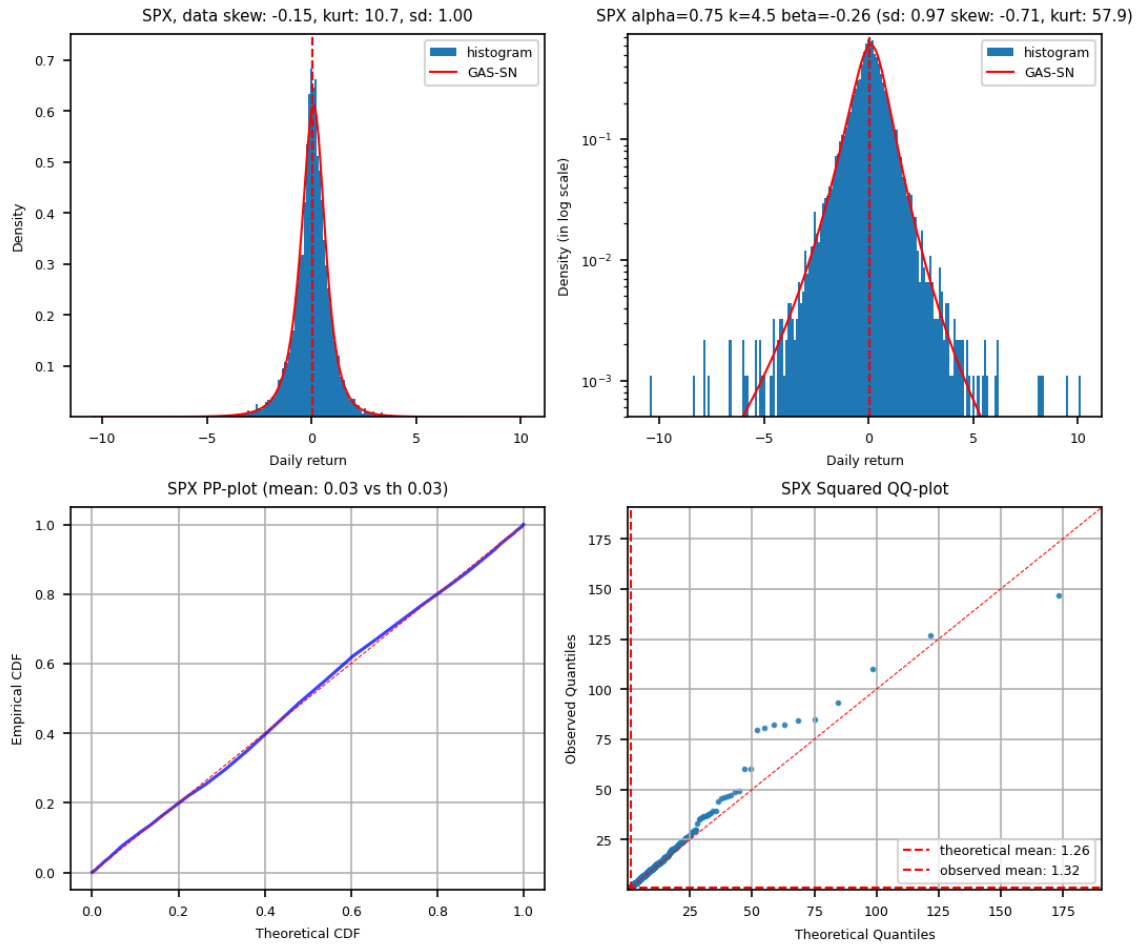 SPX, data skew: -0.15, kurt: 10.7, sd: 1.00
histogram
GAS-SN
0.7
0.6
0.5
0.4
0.3
0.2
0.1
Density
−10
−5
0
5
10
Daily return
SPX alpha=0.75 k=4.5 beta=-0.26 (sd: 0.97 skew: -0.71, kurt: 57.9)
histogram
GAS-SN
10⁻¹
10⁻²
10⁻³
Density (in log scale)
−10
−5
0
5
10
Daily return
SPX PP-plot (mean: 0.03 vs th 0.03)
1.0
0.8
0.6
0.4
0.2
0.0
Empirical CDF
0.0
0.2
0.4
0.6
0.8
1.0
Theoretical CDF
SPX Squared QQ-plot
175
150
125
100
75
50
25
Observed Quantiles
theoretical mean: 1.26
observed mean: 1.32
25
50
75
100
125
150
175
Theoretical Quantiles